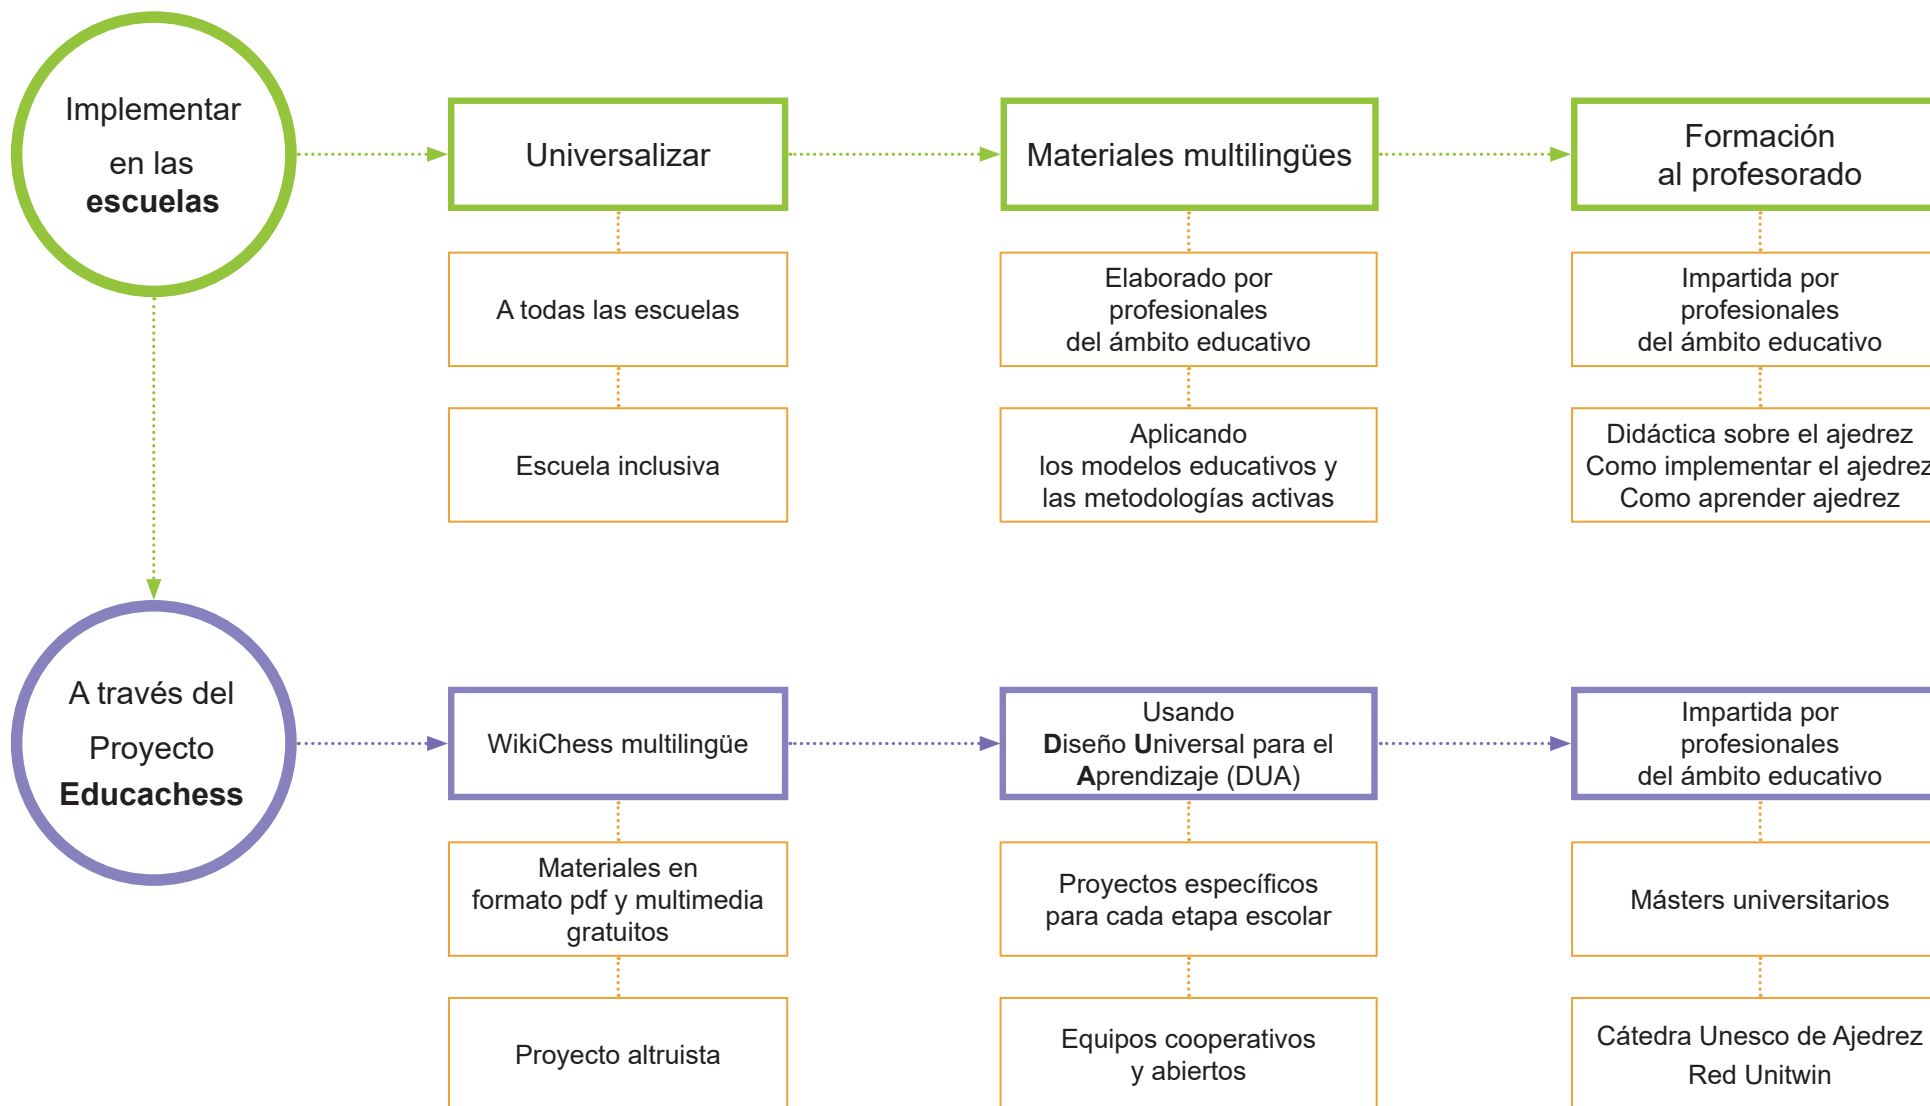 Implementar
en las
escuelas
Universalizar
Materiales multilingües
Formación
al profesorado
A todas las escuelas
Elaborado por
profesionales
del ámbito educativo
Impartida por
profesionales
del ámbito educativo
Escuela inclusiva
Aplicando
los modelos educativos y
las metodologías activas
Didáctica sobre el ajedrez
Como implementar el ajedrez
Como aprender ajedrez
A través del
Proyecto
Educachess
WikiChess multilingüe
Usando
Diseño Universal para el
Aprendizaje (DUA)
Impartida por
profesionales
del ámbito educativo
Materiales en
formato pdf y multimedia
gratuitos
Proyectos específicos
para cada etapa escolar
Másters universitarios
Proyecto altruista
Equipos cooperativos
y abiertos
Cátedra Unesco de Ajedrez
Red Unitwin